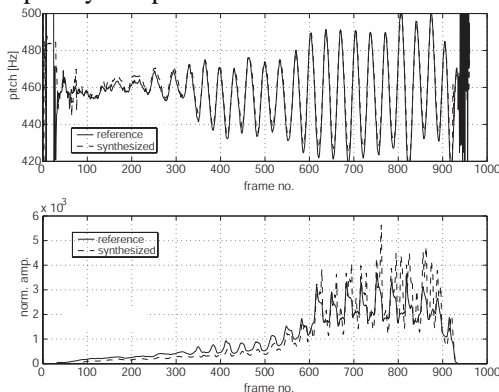 500
480
460
440
420
pitch [Hz]
reference
synthesized
0 100 200 300 400 500 600 700 800 900 1000
frame no.
6 x 10³
5
4
3
2
1
0
norm. amp.
reference
synthesized
0 100 200 300 400 500 600 700 800 900 1000
frame no.